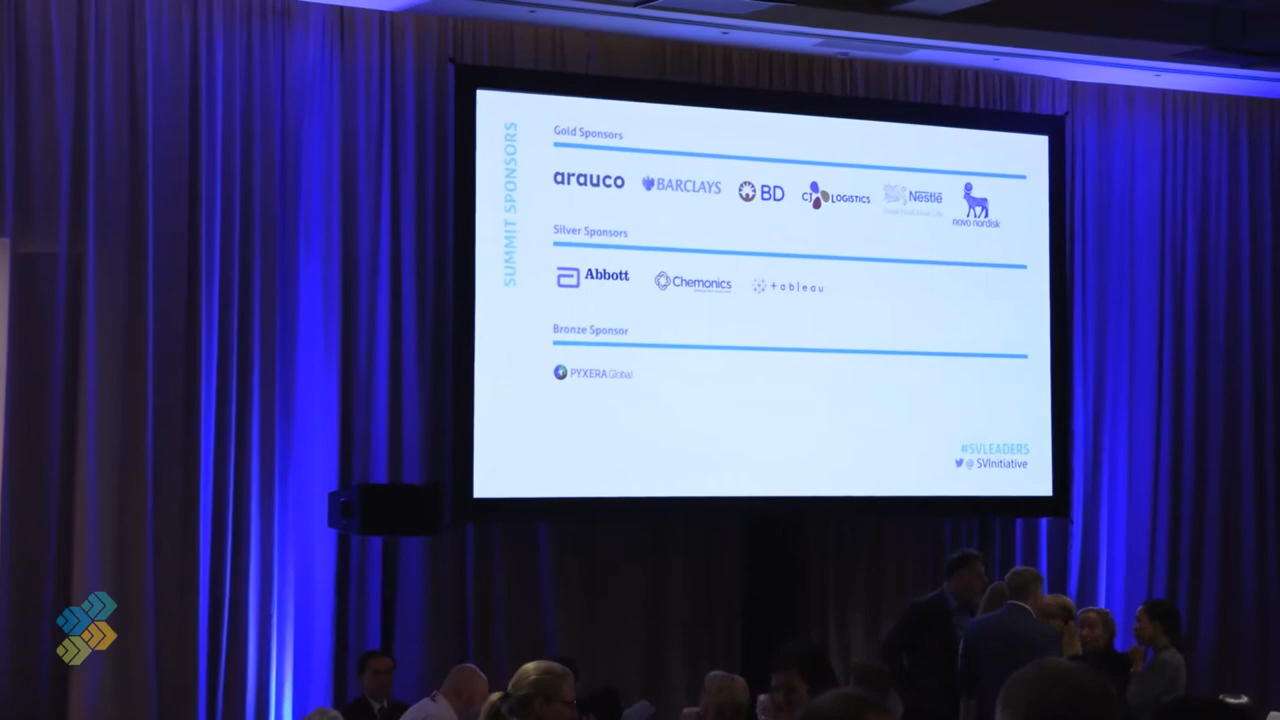 SUMMIT SPONSORS
Gold Sponsors
arauco BARCLAYS BD CJ LOGISTICS Nestlé novo nordisk
Silver Sponsors
Abbott Chemonics +ableau
Bronze Sponsor
PYXERA Global
#SVLEADERS
@ SVInitiative